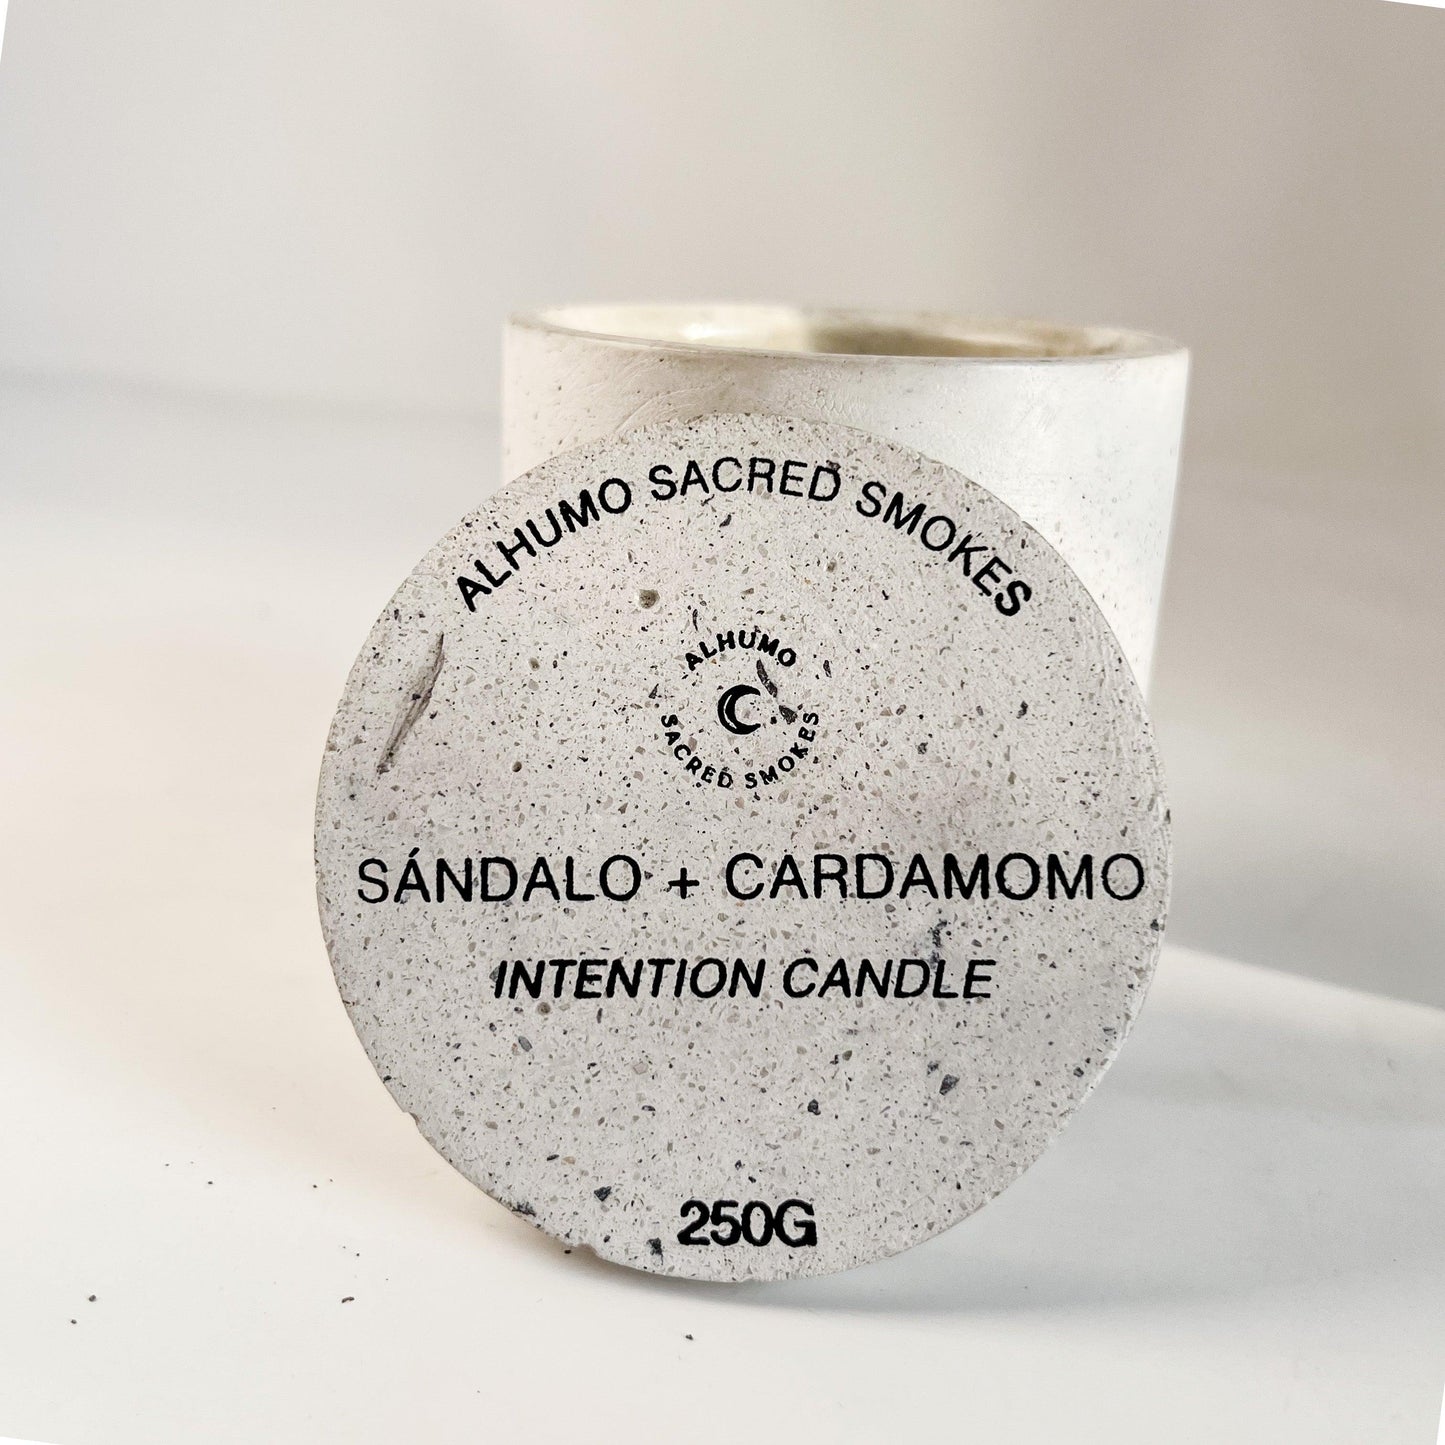 ALHUMO SACRED SMOKES
ALHUMO
SACRED SMOKES
SÁNDALO + CARDAMOMO
INTENTION CANDLE
250G